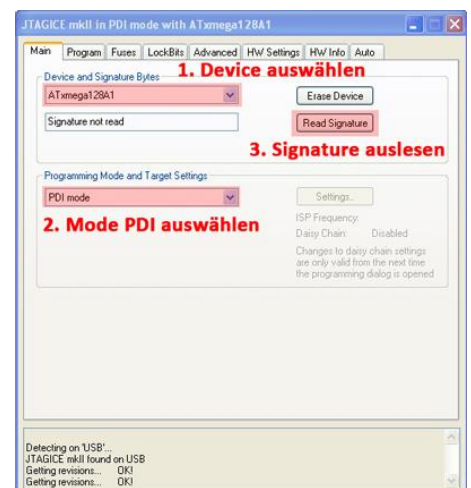 JTAGICE mkII in PDI mode with ATxmega128A1
Main Program Fuses LockBits Advanced HW Settings HW Info Auto
Device and Signature Bytes
1. Device auswählen
ATxmega128A1
Erase Device
Signature not read
Read Signature
3. Signature auslesen
Programming Mode and Target Settings
PDI mode
Settings...
2. Mode PDI auswählen
ISP Frequency:
Daisy Chain: Disabled
Changes to daisy chain settings
are only valid from the next time
the programming dialog is opened
Detecting on 'USB'...
JTAGICE mkII found on USB
Getting revisions... OK!
Getting revisions... OK!